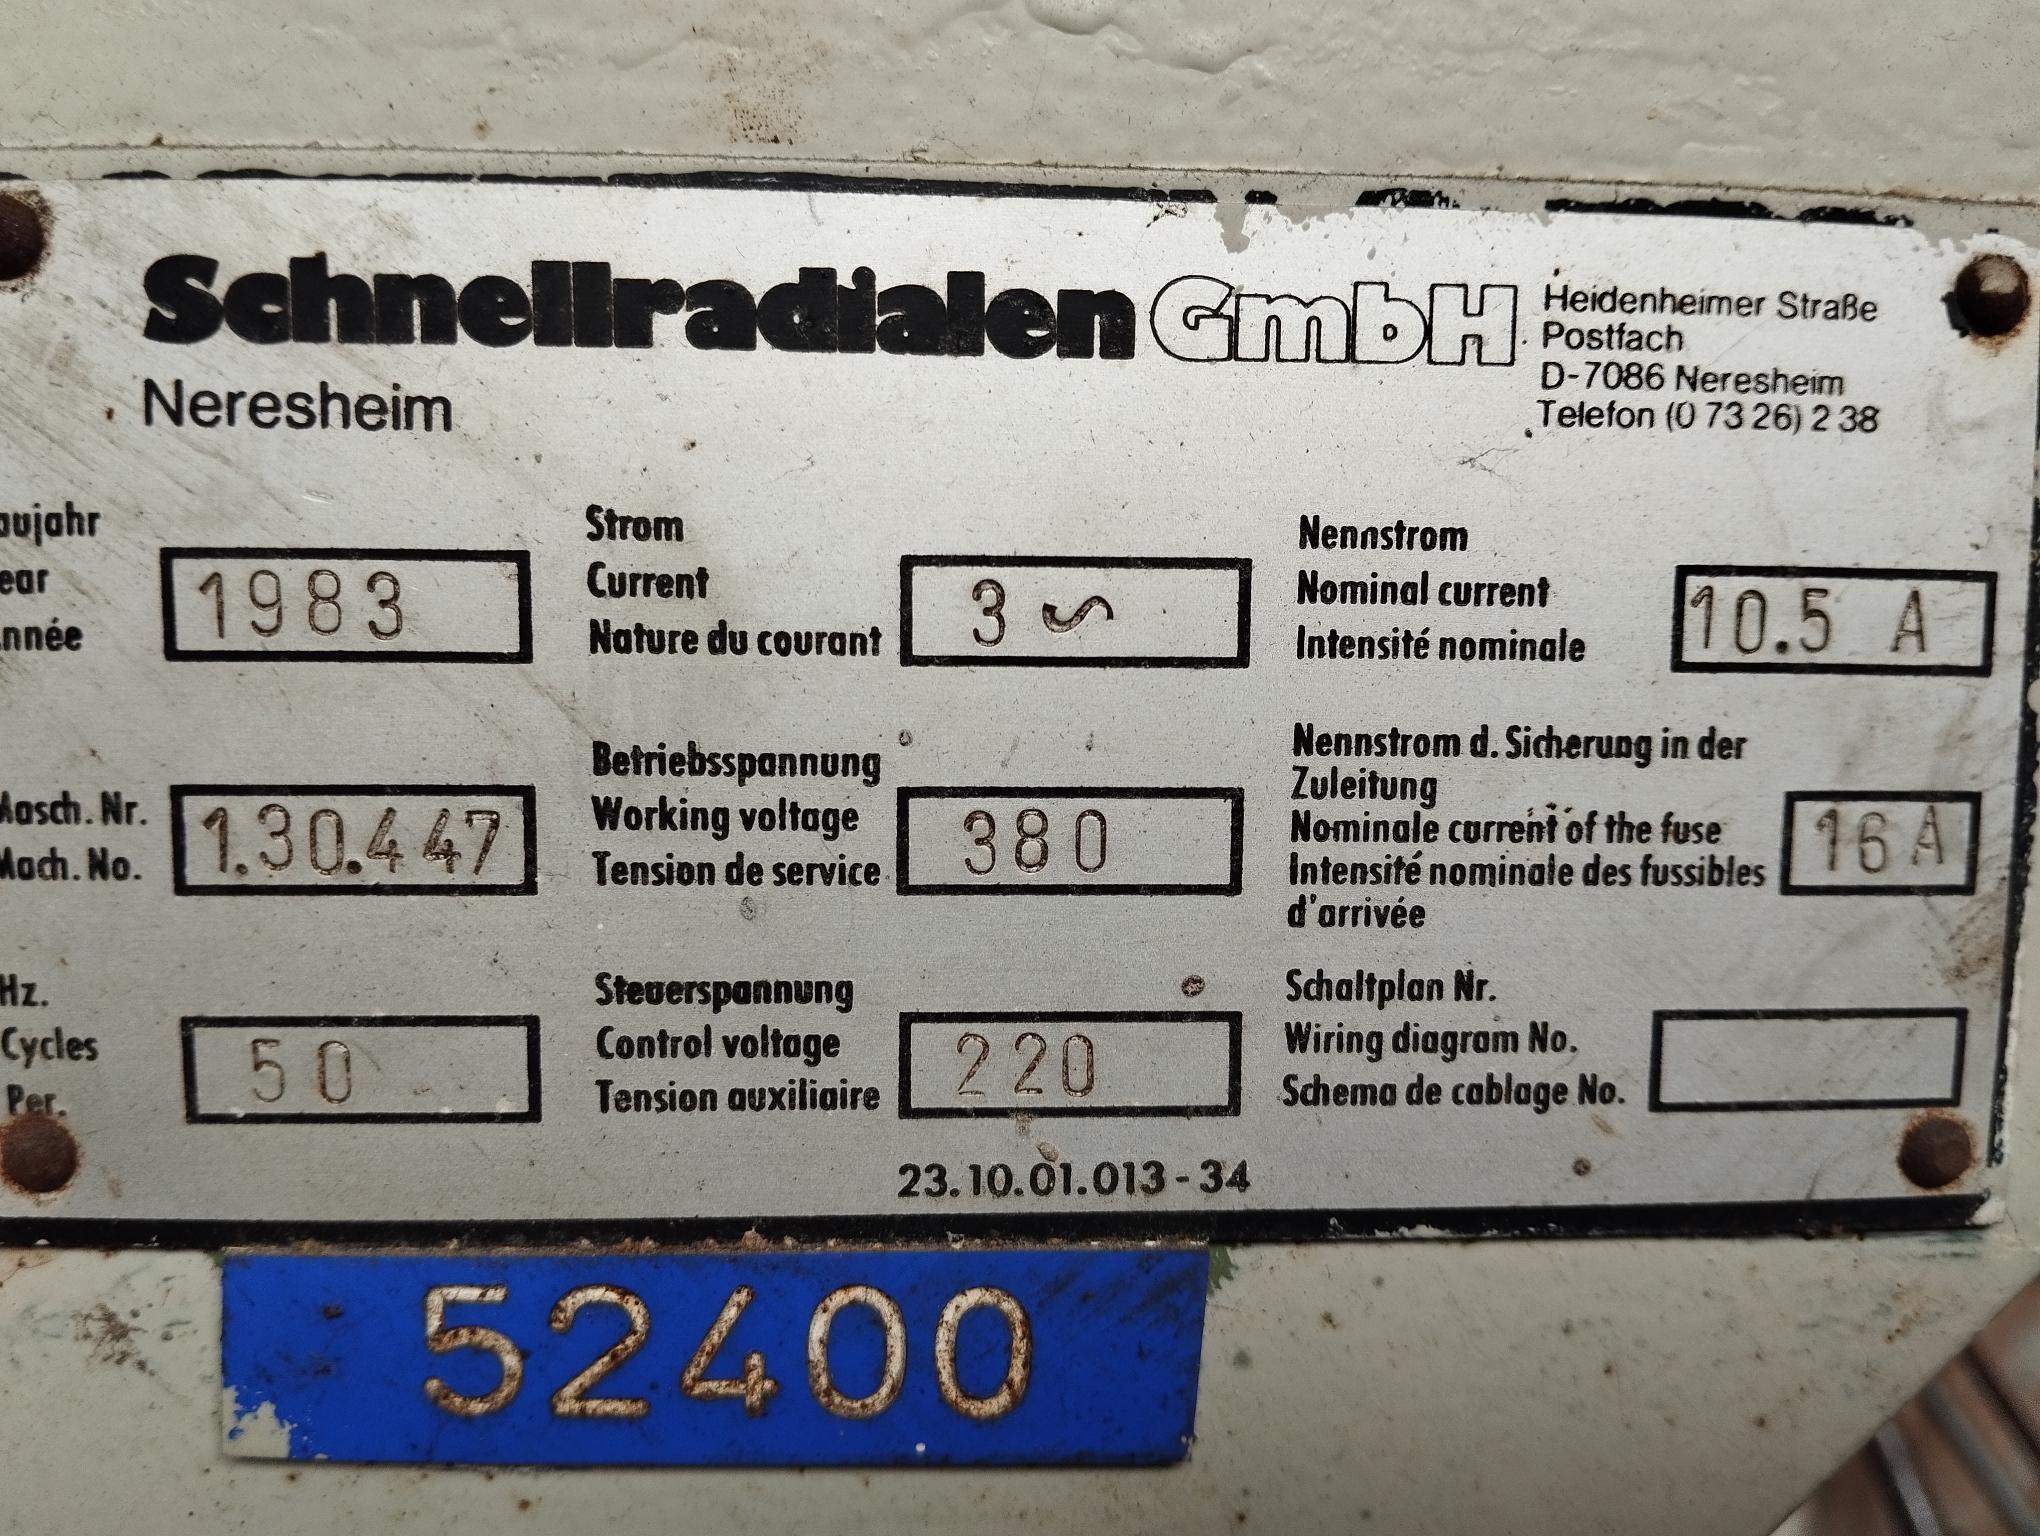 Schnellradialen GmbH
Neresheim
Heidenheimer Straße
Postfach
D-7086 Neresheim
Telefon (0 73 26) 2 38
aujahr
ear
nnée
1983
Strom
Current
Nature du courant
3 ~
Nennstrom
Nominal current
Intensité nominale
10.5 A
Masch. Nr.
Mach. No.
1.30.447
Betriebsspannung
Working voltage
Tension de service
380
Nennstrom d. Sicherung in der
Zuleitung
Nominale current of the fuse
Intensité nominale des fussibles
d'arrivée
16 A
Hz.
Cycles
Per.
50
Steuerspannung
Control voltage
Tension auxiliaire
220
Schaltplan Nr.
Wiring diagram No.
Schema de cablage No.
23.10.01.013-34
52400